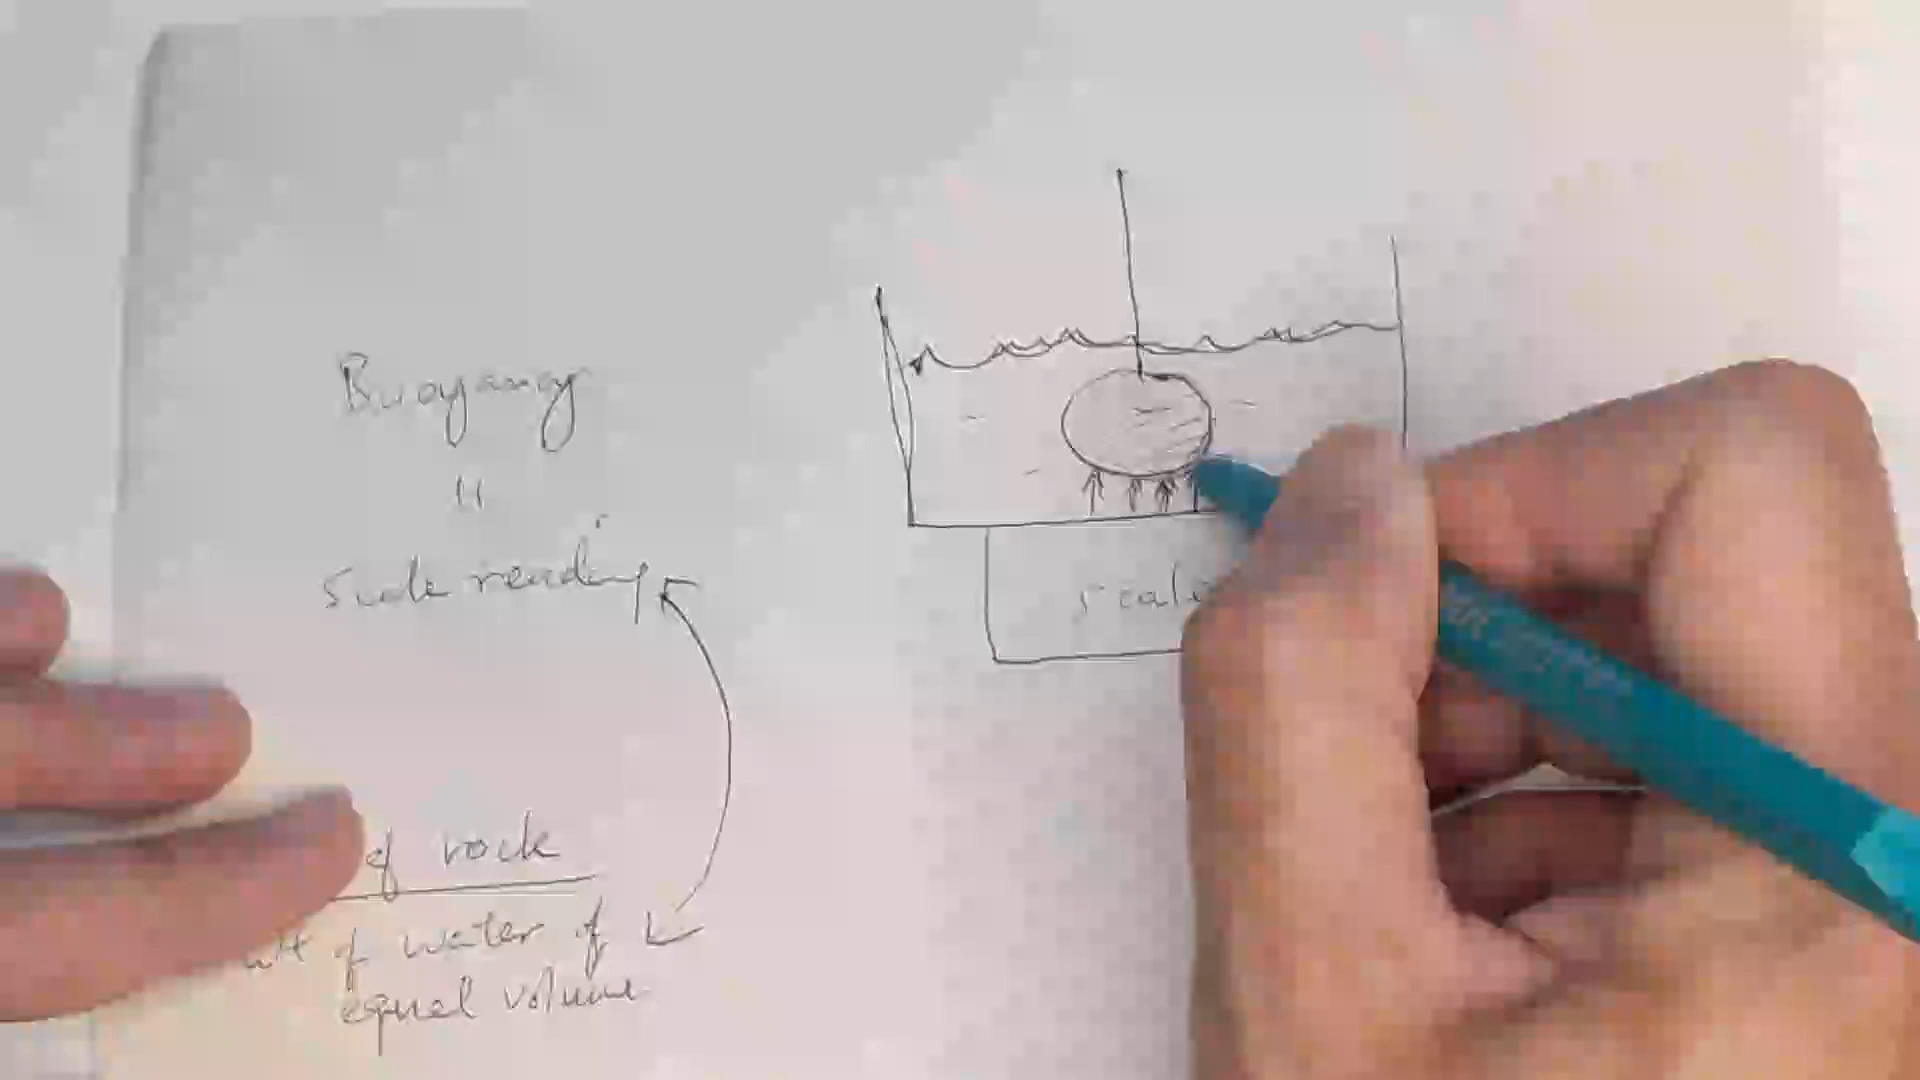 Buoyancy
"
Scale reading
of rock
wt of water of
equal volume
scale